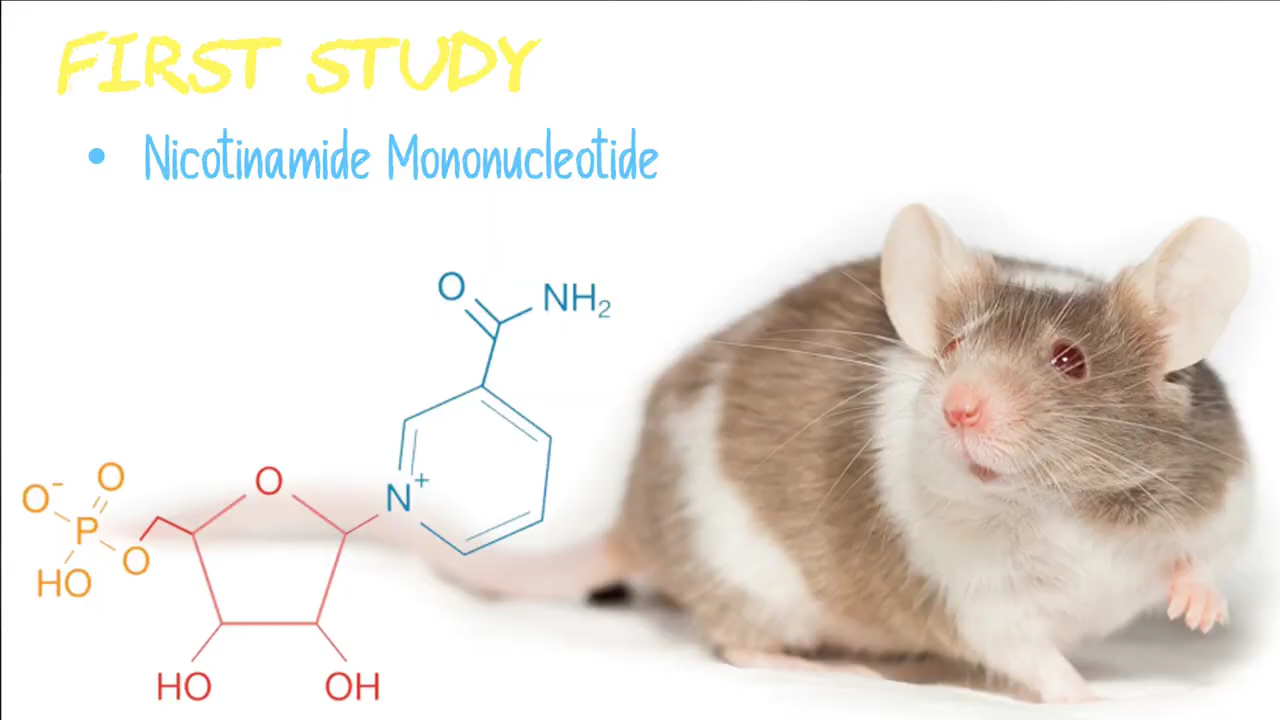 FIRST STUDY
• Nicotinamide Mononucleotide
O NH₂
N⁺
O
O⁻ O
P
HO O
HO OH